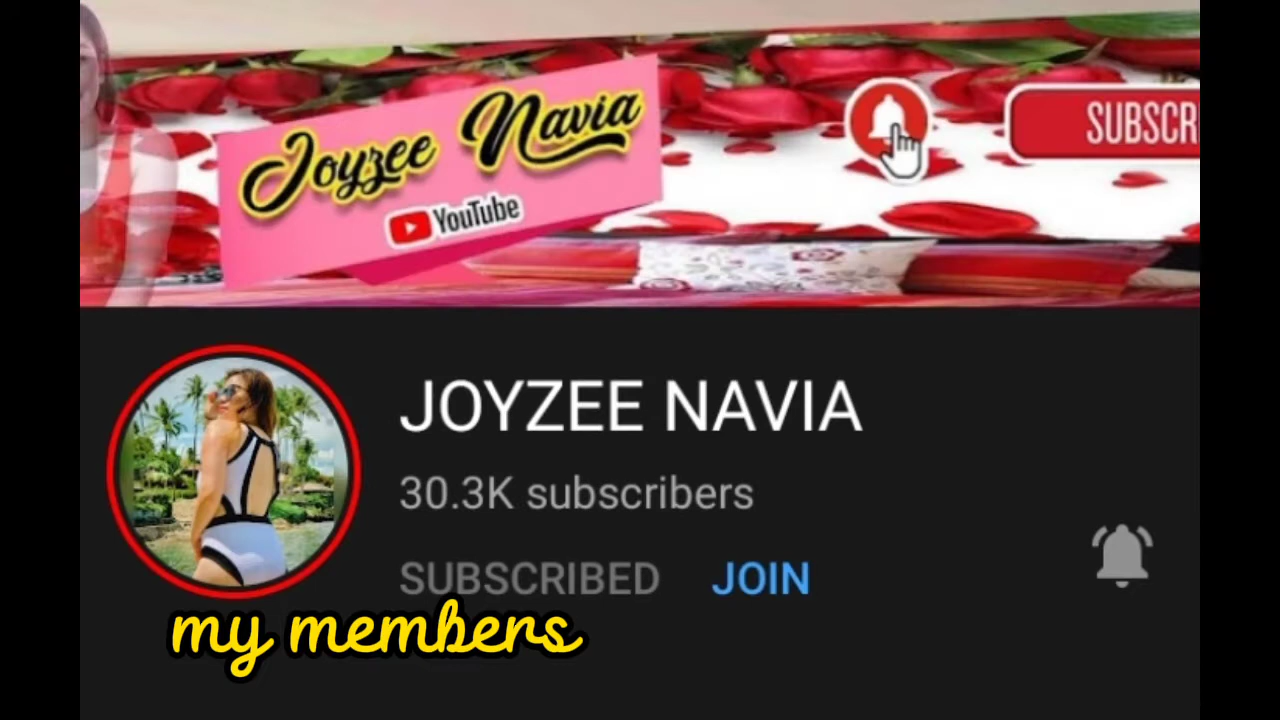 Joyzee Navia
YouTube
SUBSCR
JOYZEE NAVIA
30.3K subscribers
SUBSCRIBED JOIN
my members